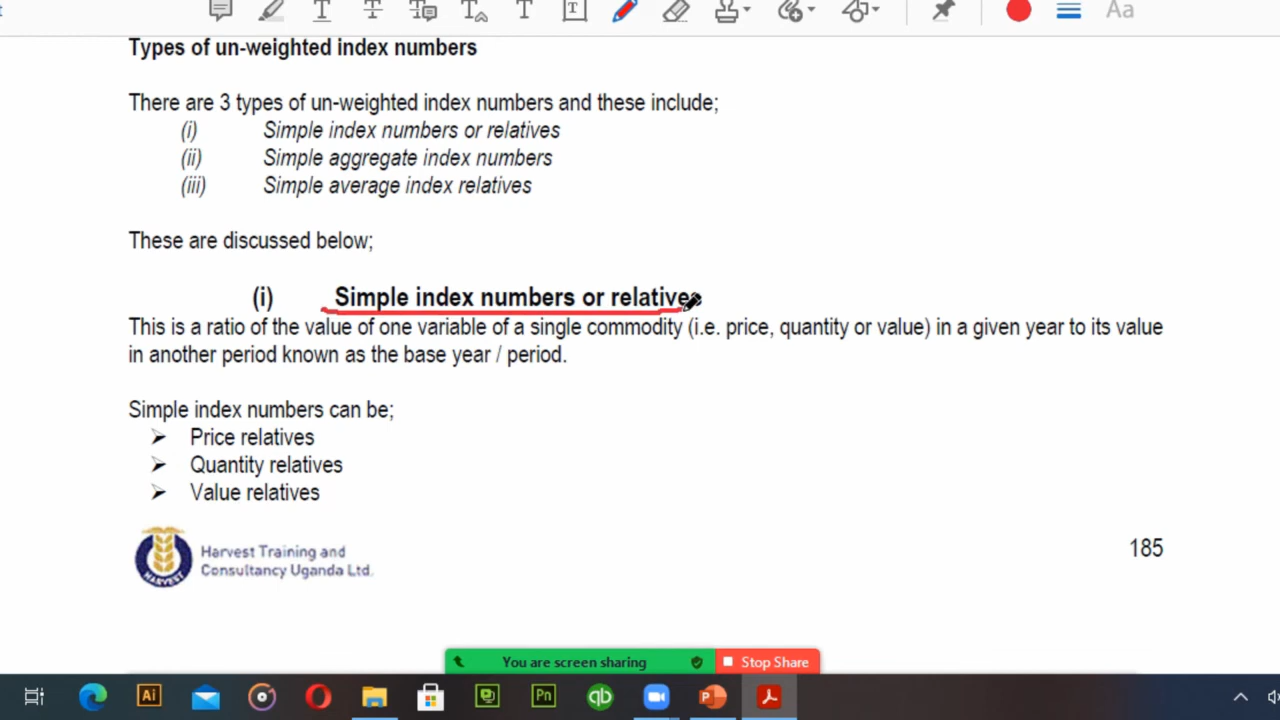 Aa
Types of un-weighted index numbers
There are 3 types of un-weighted index numbers and these include;
(i) Simple index numbers or relatives
(ii) Simple aggregate index numbers
(iii) Simple average index relatives
These are discussed below;
(i) Simple index numbers or relatives
This is a ratio of the value of one variable of a single commodity (i.e. price, quantity or value) in a given year to its value
in another period known as the base year / period.
Simple index numbers can be;
➢ Price relatives
➢ Quantity relatives
➢ Value relatives
HARVEST
Harvest Training and
Consultancy Uganda Ltd.
185
You are screen sharing
Stop Share
Ai
Pn
qb